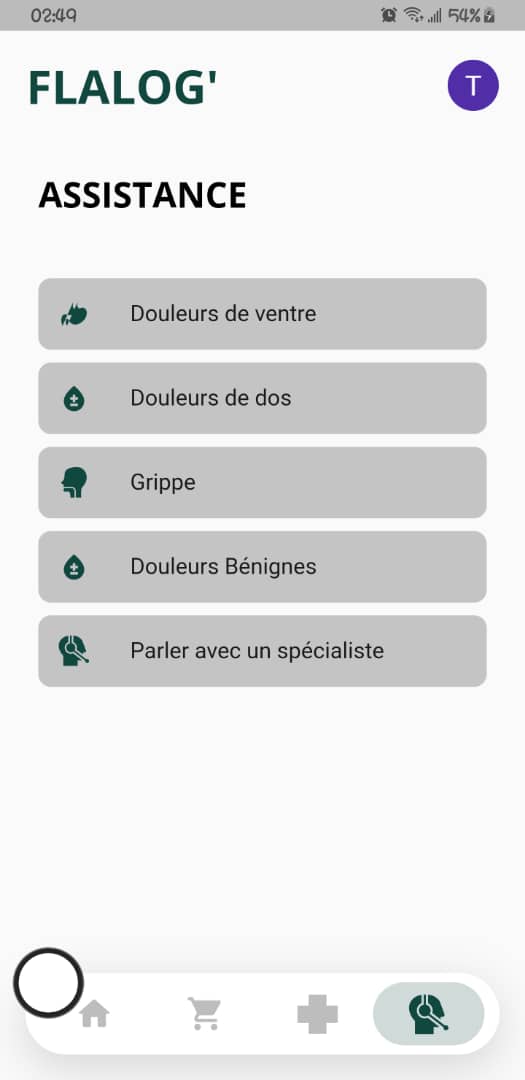 02:49
54%
FLALOG'
T
ASSISTANCE
Douleurs de ventre
Douleurs de dos
Grippe
Douleurs Bénignes
Parler avec un spécialiste